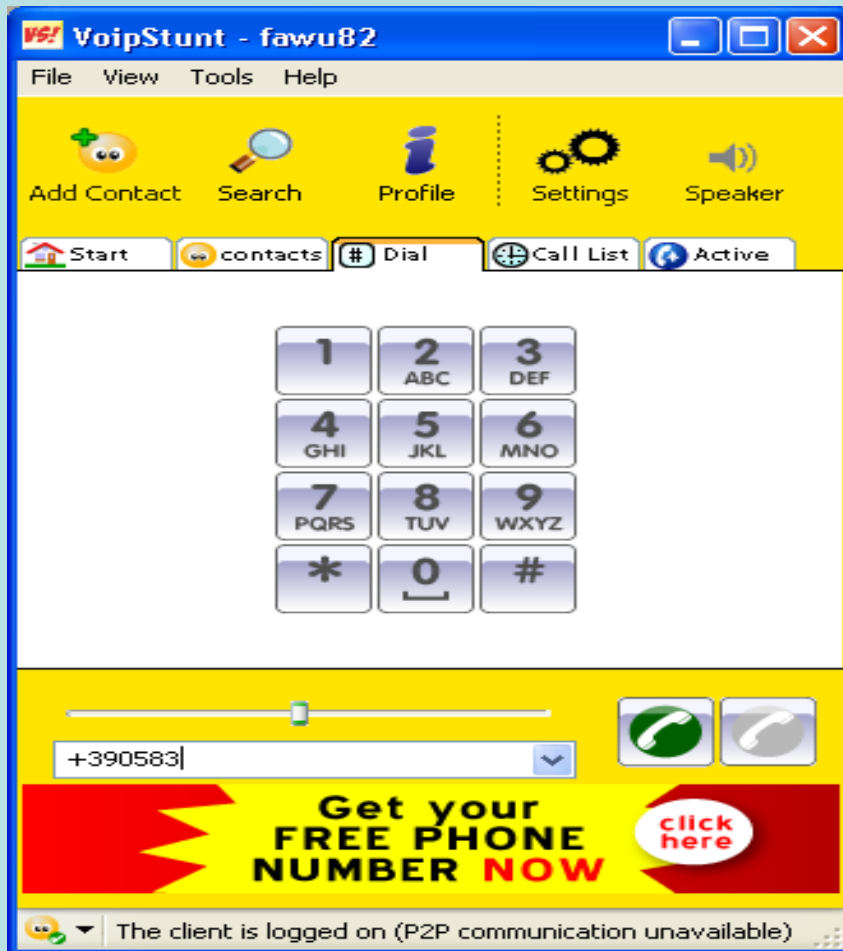 VS! VoipStunt - fawu82
File View Tools Help
Add Contact Search Profile Settings Speaker
Start contacts # Dial Call List Active
1 2 3
ABC DEF
4 5 6
GHI JKL MNO
7 8 9
PQRS TUV WXYZ
* 0 #
+390583
Get your
FREE PHONE
NUMBER NOW
click
here
The client is logged on (P2P communication unavailable)